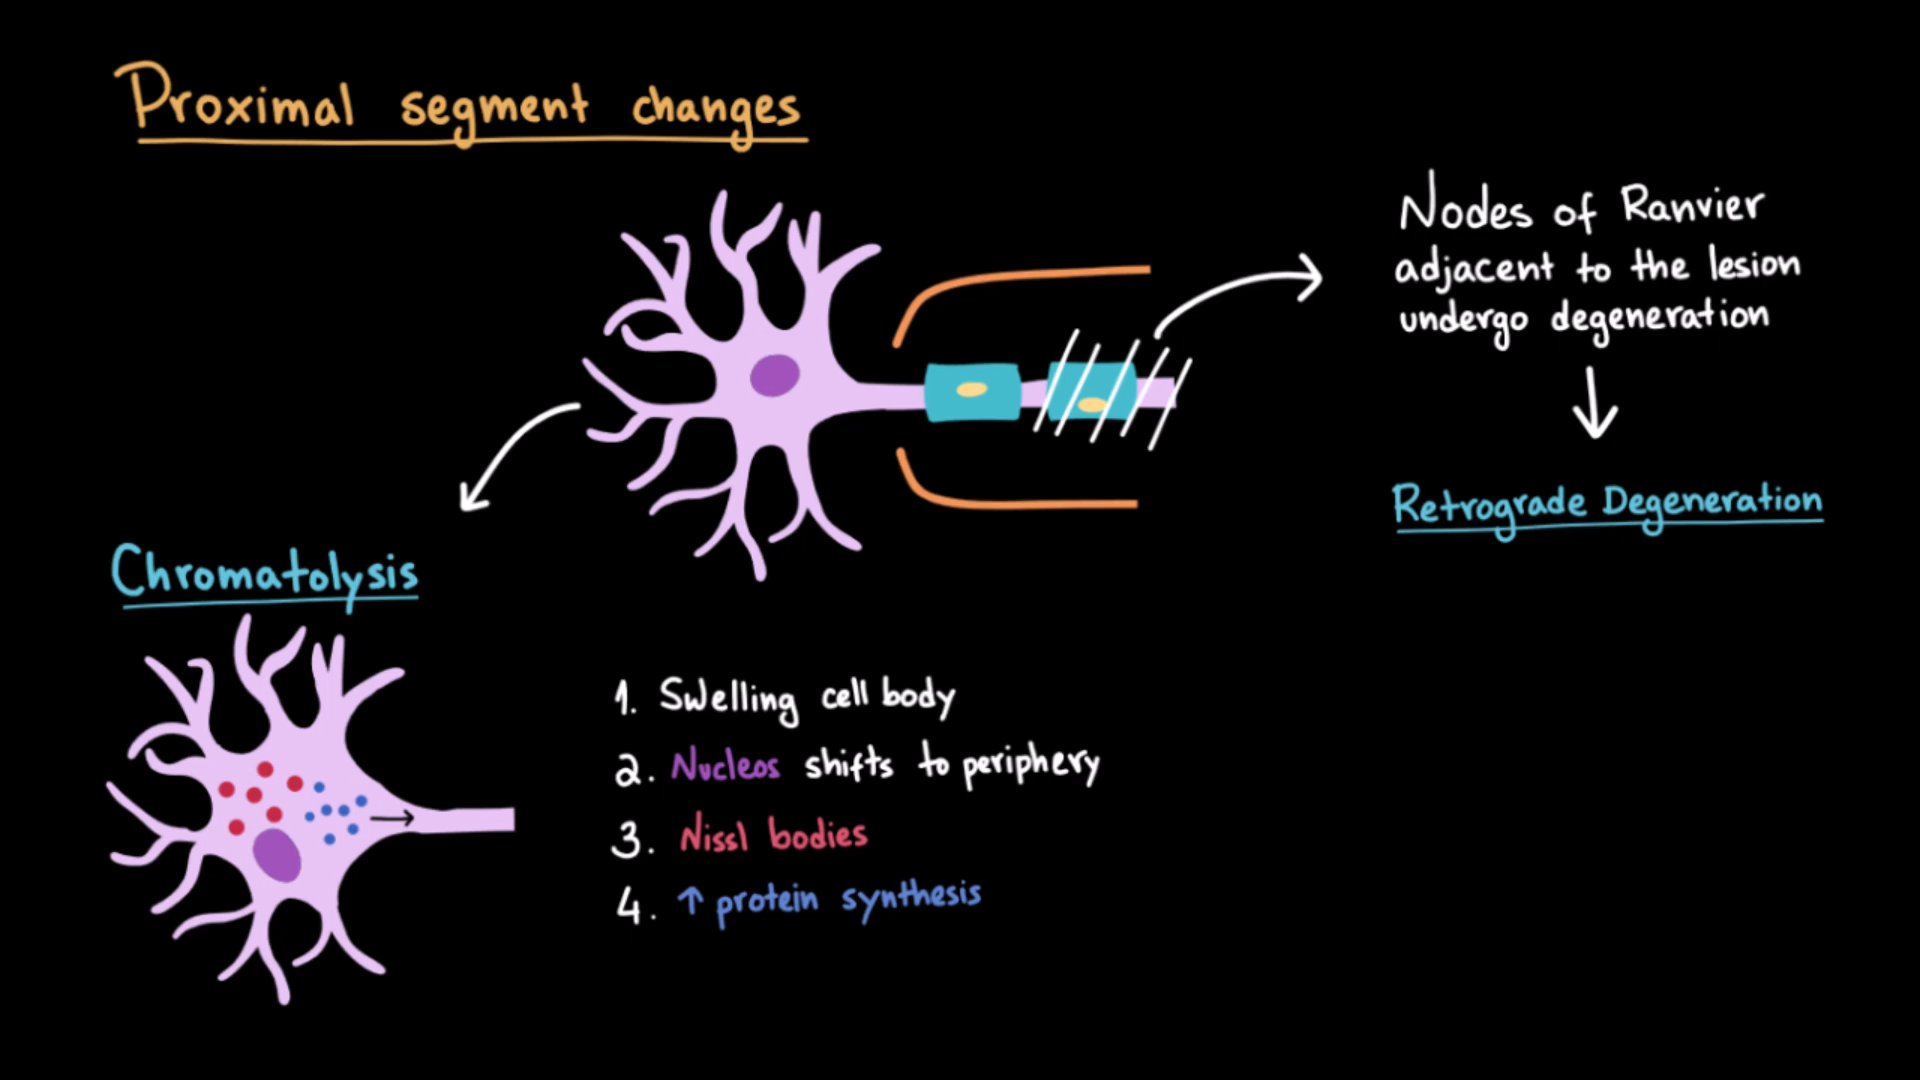 Proximal segment changes
Nodes of Ranvier
adjacent to the lesion
undergo degeneration
Retrograde Degeneration
Chromatolysis
1. Swelling cell body
2. Nucleos shifts to periphery
3. Nissl bodies
4. ↑ protein synthesis